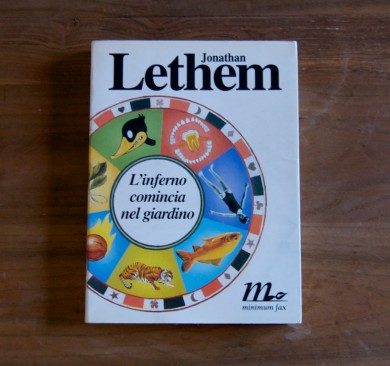 Jonathan
Lethem
L'inferno
comincia
nel giardino
minimum fax